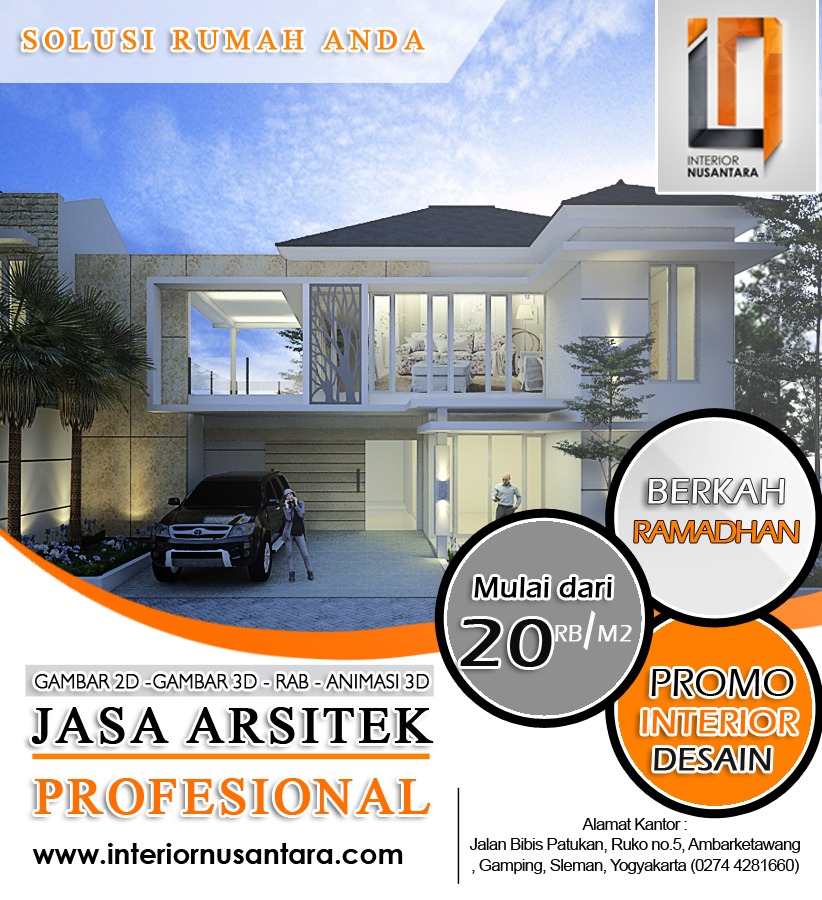 SOLUSI RUMAH ANDA
INTERIOR
NUSANTARA
BERKAH
RAMADHAN
Mulai dari
20 RB/M2
PROMO
INTERIOR
DESAIN
GAMBAR 2D -GAMBAR 3D - RAB - ANIMASI 3D
JASA ARSITEK
PROFESIONAL
www.interiornusantara.com
Alamat Kantor :
Jalan Bibis Patukan, Ruko no.5, Ambarketawang
, Gamping, Sleman, Yogyakarta (0274 4281660)